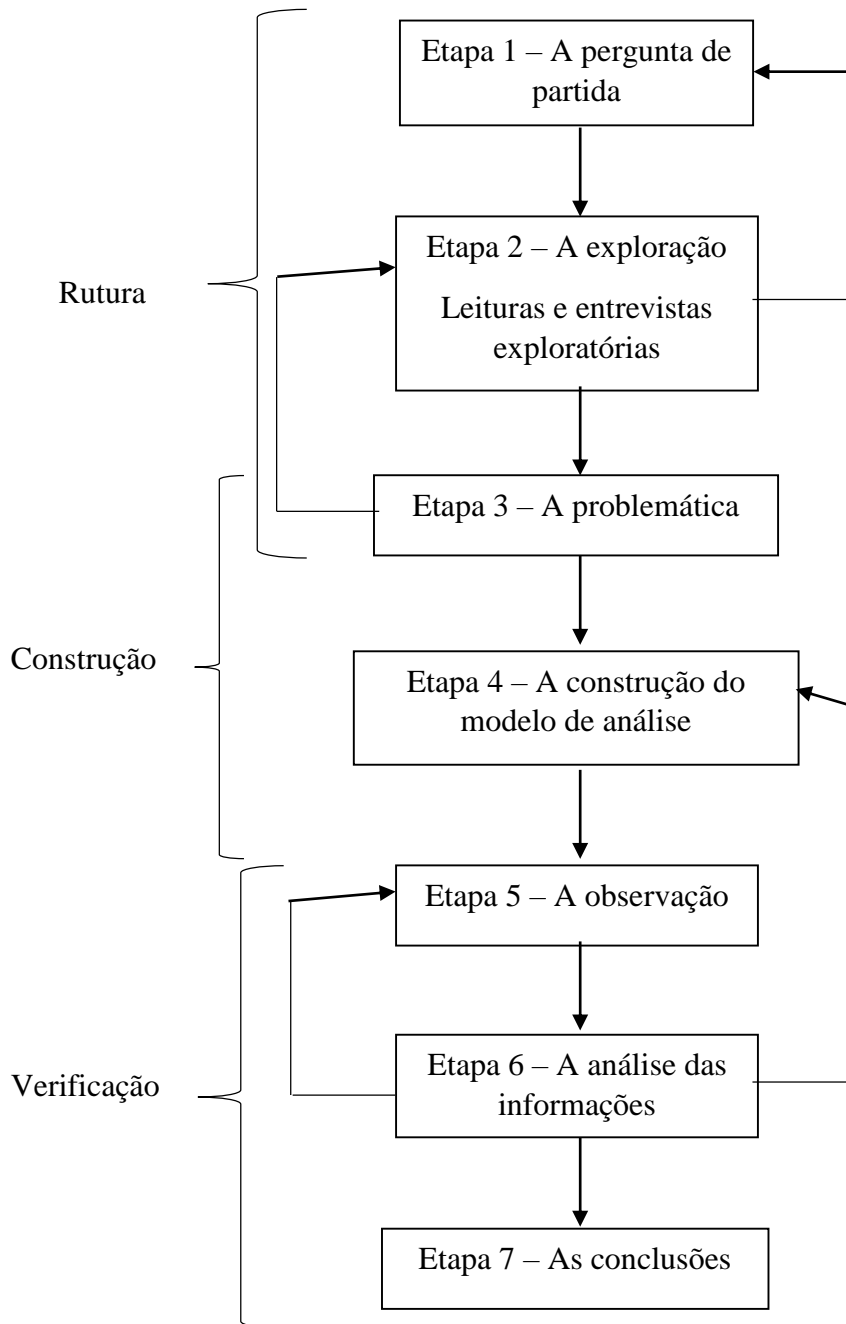 Etapa 1 – A pergunta de
partida
Etapa 2 – A exploração
Leituras e entrevistas
exploratórias
Rutura
Etapa 3 – A problemática
Construção
Etapa 4 – A construção do
modelo de análise
Etapa 5 – A observação
Etapa 6 – A análise das
informações
Verificação
Etapa 7 – As conclusões